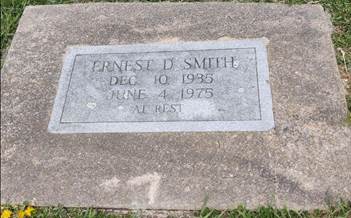 ERNEST D. SMITH
DEC. 10, 1935
JUNE 4, 1975
AT REST